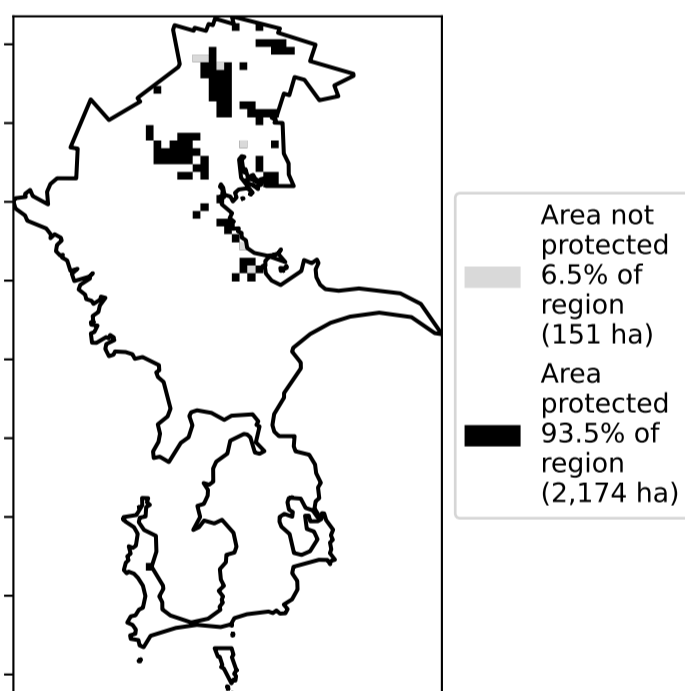 Area not
protected
6.5% of
region
(151 ha)
Area
protected
93.5% of
region
(2,174 ha)